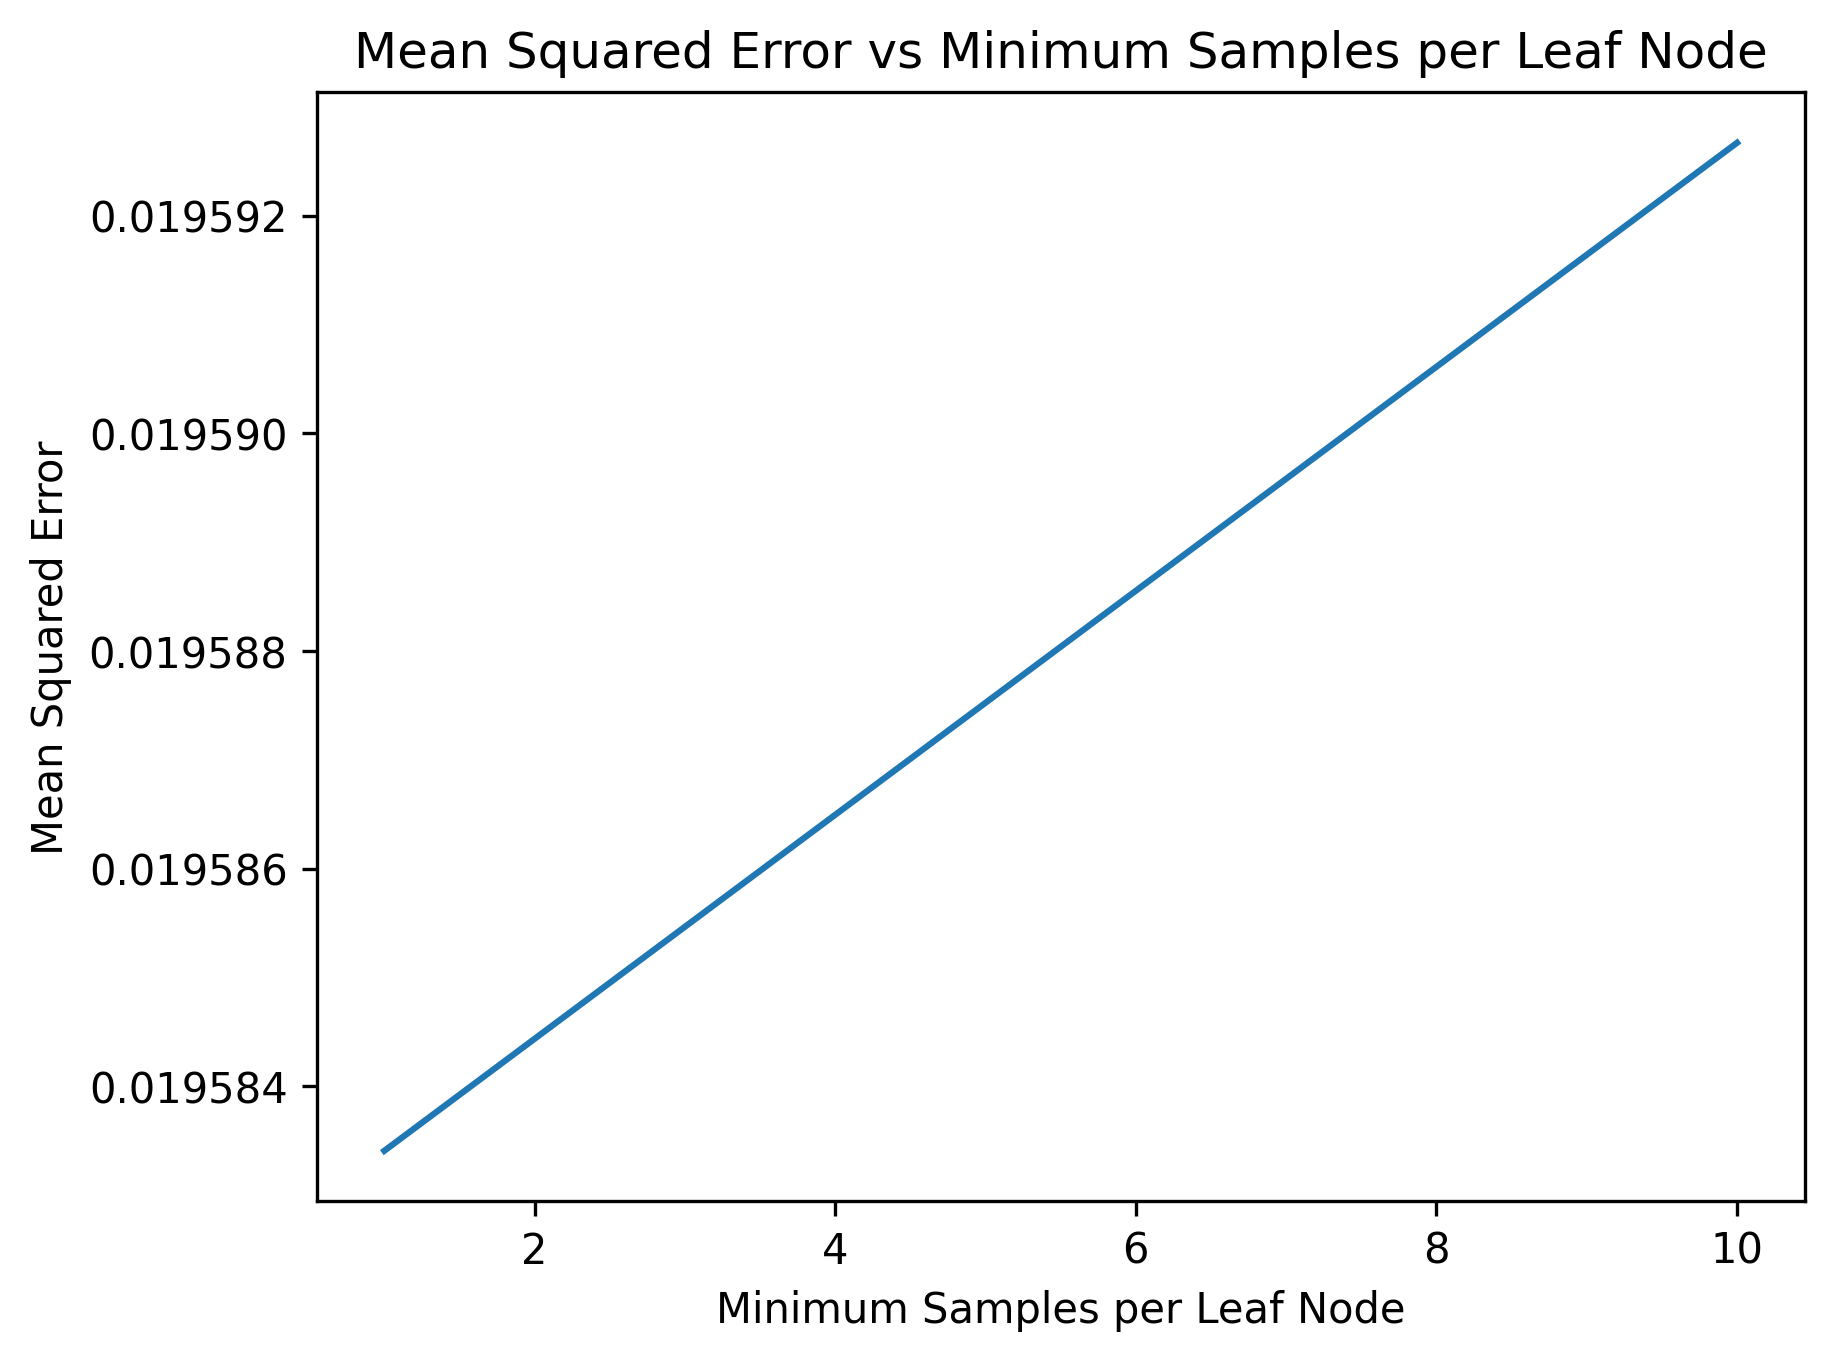 Mean Squared Error vs Minimum Samples per Leaf Node
Mean Squared Error
0.019592
0.019590
0.019588
0.019586
0.019584
2 4 6 8 10
Minimum Samples per Leaf Node